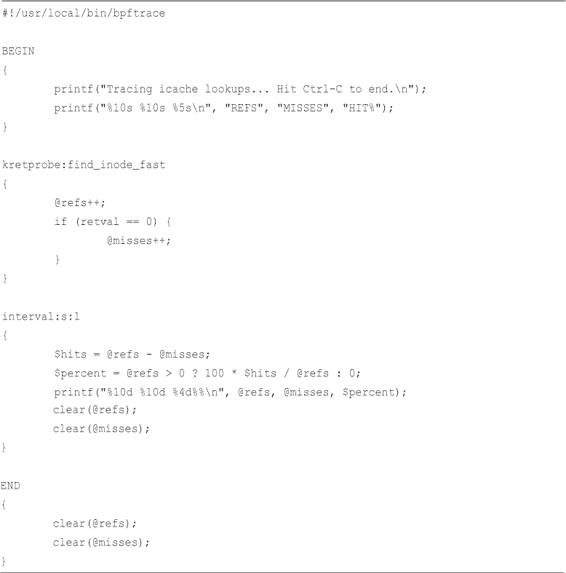 #!/usr/local/bin/bpftrace

BEGIN
{
        printf("Tracing icache lookups... Hit Ctrl-C to end.\n");
        printf("%10s %10s %5s\n", "REFS", "MISSES", "HIT%");
}

kretprobe:find_inode_fast
{
        @refs++;
        if (retval == 0) {
                @misses++;
        }
}

interval:s:1
{
        $hits = @refs - @misses;
        $percent = @refs > 0 ? 100 * $hits / @refs : 0;
        printf("%10d %10d %4d%%\n", @refs, @misses, $percent);
        clear(@refs);
        clear(@misses);
}

END
{
        clear(@refs);
        clear(@misses);
}